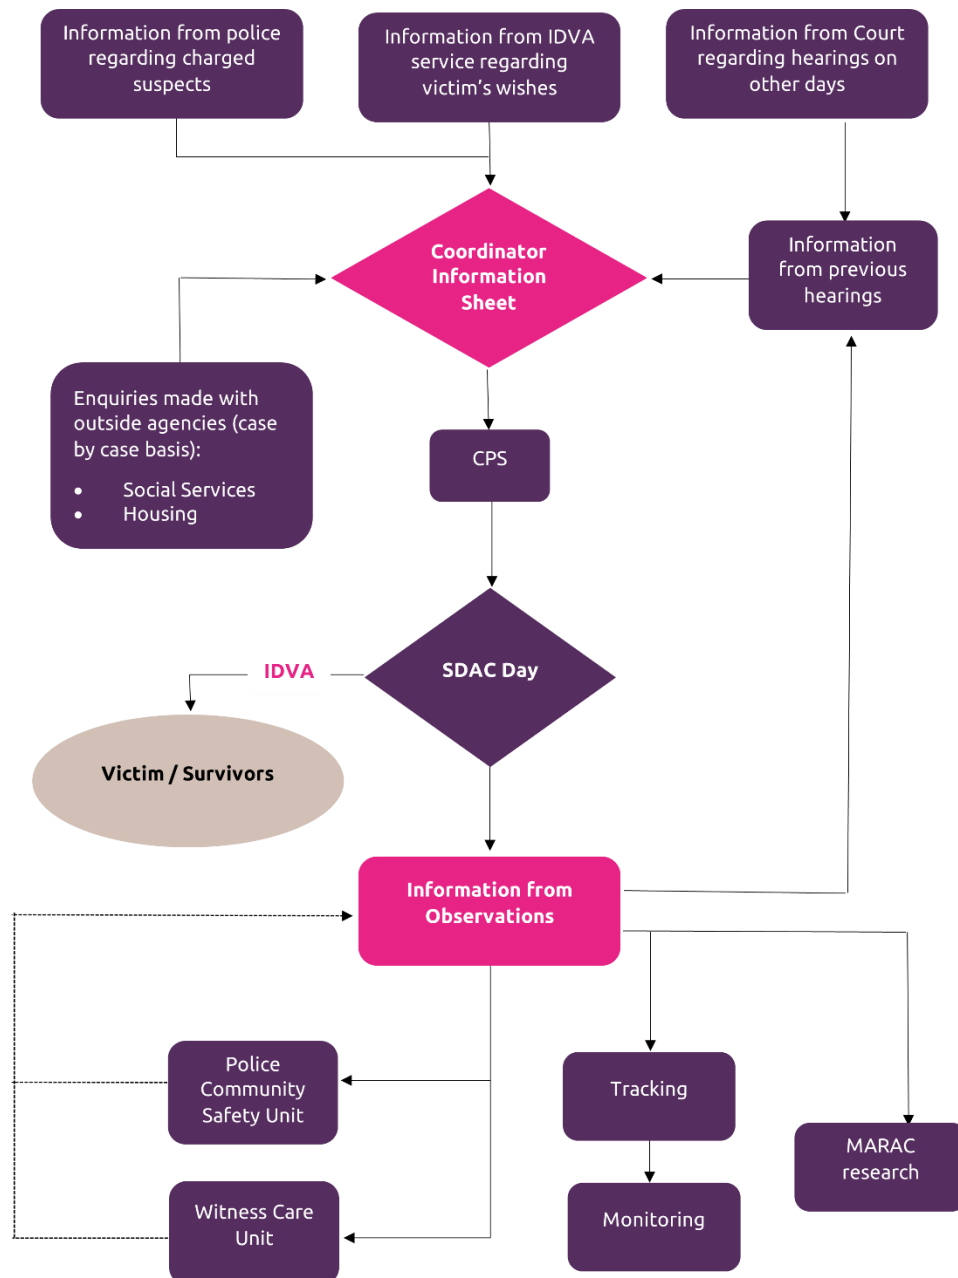 Information from police
regarding charged
suspects
Information from IDVA
service regarding
victim’s wishes
Information from Court
regarding hearings on
other days
Coordinator
Information
Sheet
Information
from previous
hearings
Enquiries made with
outside agencies (case
by case basis):
• Social Services
• Housing
CPS
IDVA
SDAC Day
Victim / Survivors
Information from
Observations
Police
Community
Safety Unit
Tracking
MARAC
research
Witness Care
Unit
Monitoring